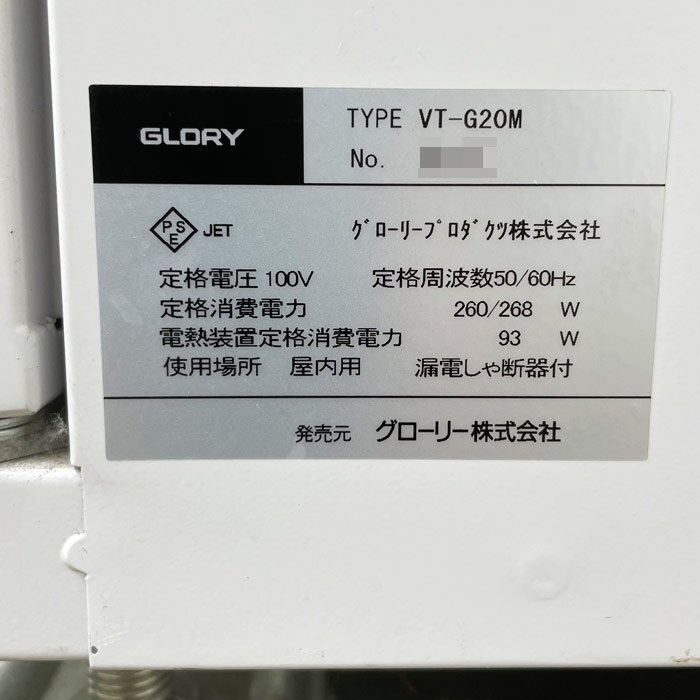 GLORY
TYPE VT-G20M
No.
PSE JET
グローリープロダクツ株式会社
定格電圧 100V 定格周波数50/60Hz
定格消費電力 260/268 W
電熱装置定格消費電力 93 W
使用場所 屋内用 漏電しゃ断器付
発売元 グローリー株式会社